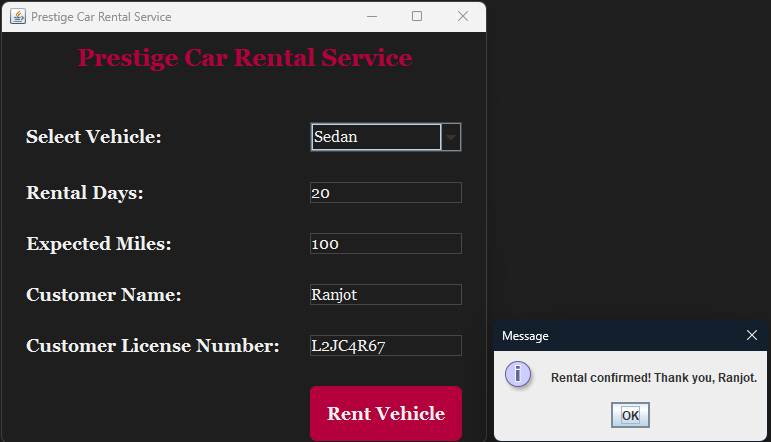 Prestige Car Rental Service
Prestige Car Rental Service
Select Vehicle: Sedan
Rental Days: 20
Expected Miles: 100
Customer Name: Ranjot
Customer License Number: L2JC4R67
Rent Vehicle
Message
Rental confirmed! Thank you, Ranjot.
OK